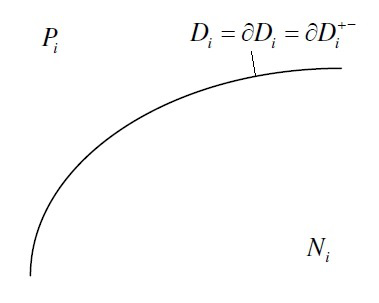 P_i
D_i = ∂D_i = ∂D_i^{+−}
N_i